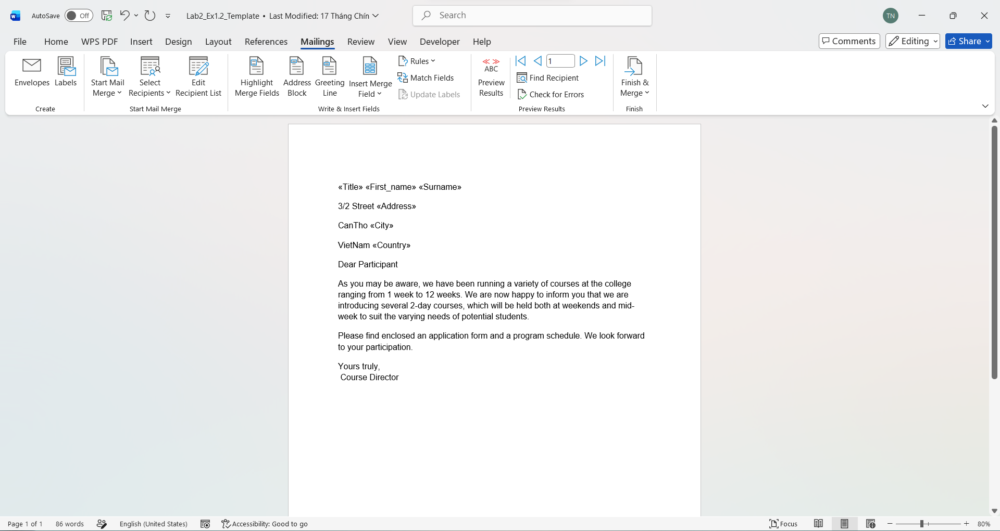 AutoSave Off Lab2_Ex1.2_Template • Last Modified: 17 Tháng Chín Search TN
File Home WPS PDF Insert Design Layout References Mailings Review View Developer Help Comments Editing Share
Envelopes Labels
Create
Start Mail Merge Select Recipients Edit Recipient List
Start Mail Merge
Highlight Merge Fields Address Block Greeting Line Insert Merge Field
Rules
Match Fields
Update Labels
Write & Insert Fields
ABC
Preview Results
1
Find Recipient
Check for Errors
Preview Results
Finish & Merge
Finish
«Title» «First_name» «Surname»
3/2 Street «Address»
CanTho «City»
VietNam «Country»
Dear Participant
As you may be aware, we have been running a variety of courses at the college
ranging from 1 week to 12 weeks. We are now happy to inform you that we are
introducing several 2-day courses, which will be held both at weekends and mid-
week to suit the varying needs of potential students.
Please find enclosed an application form and a program schedule. We look forward
to your participation.
Yours truly,
Course Director
Page 1 of 1 86 words English (United States) Accessibility: Good to go Focus 80%